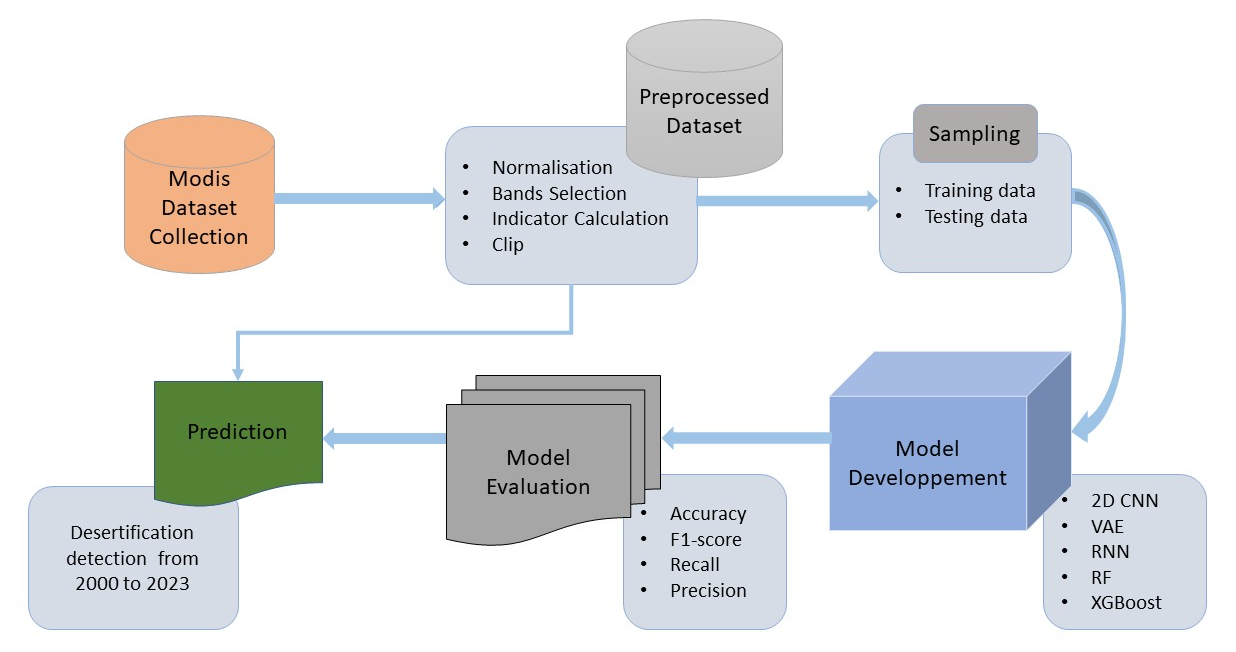 Modis
Dataset
Collection
Preprocessed
Dataset
• Normalisation
• Bands Selection
• Indicator Calculation
• Clip
Sampling
• Training data
• Testing data
Model
Developpement
• 2D CNN
• VAE
• RNN
• RF
• XGBoost
Model
Evaluation
• Accuracy
• F1-score
• Recall
• Precision
Prediction
Desertification
detection from
2000 to 2023